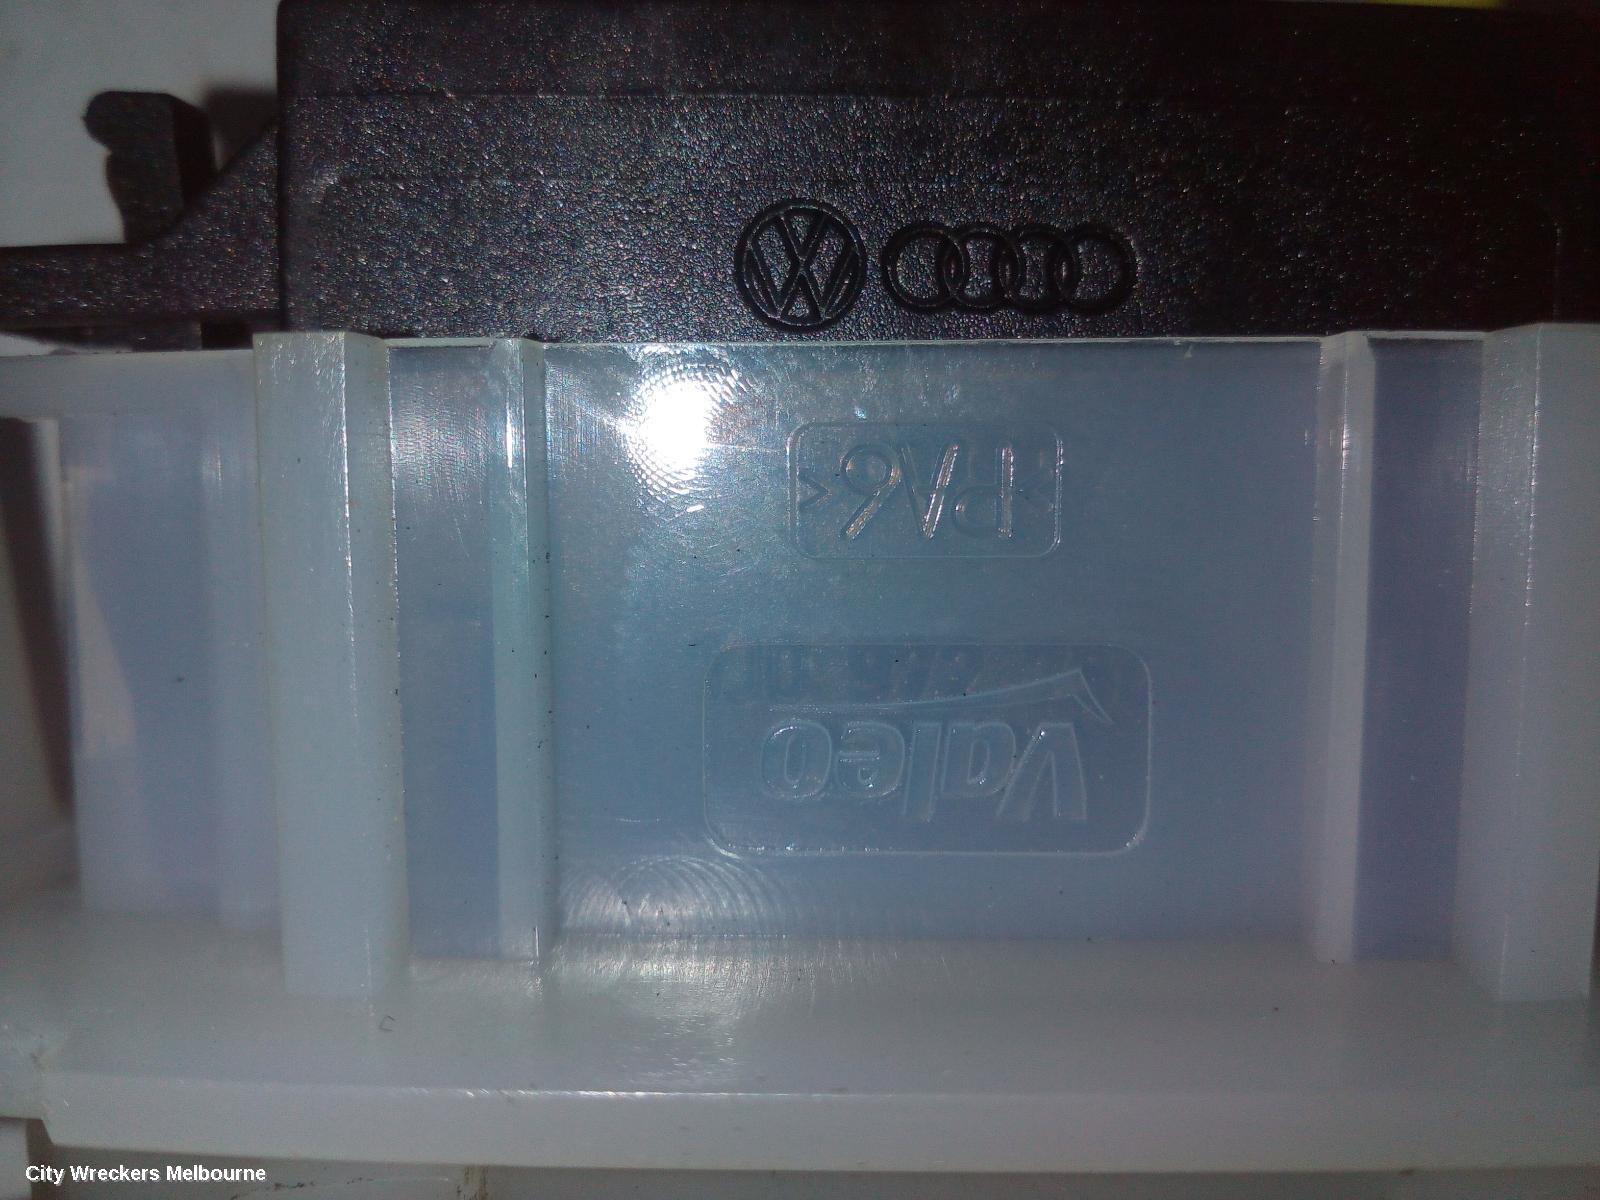 >PA6<
Valeo
City Wreckers Melbourne